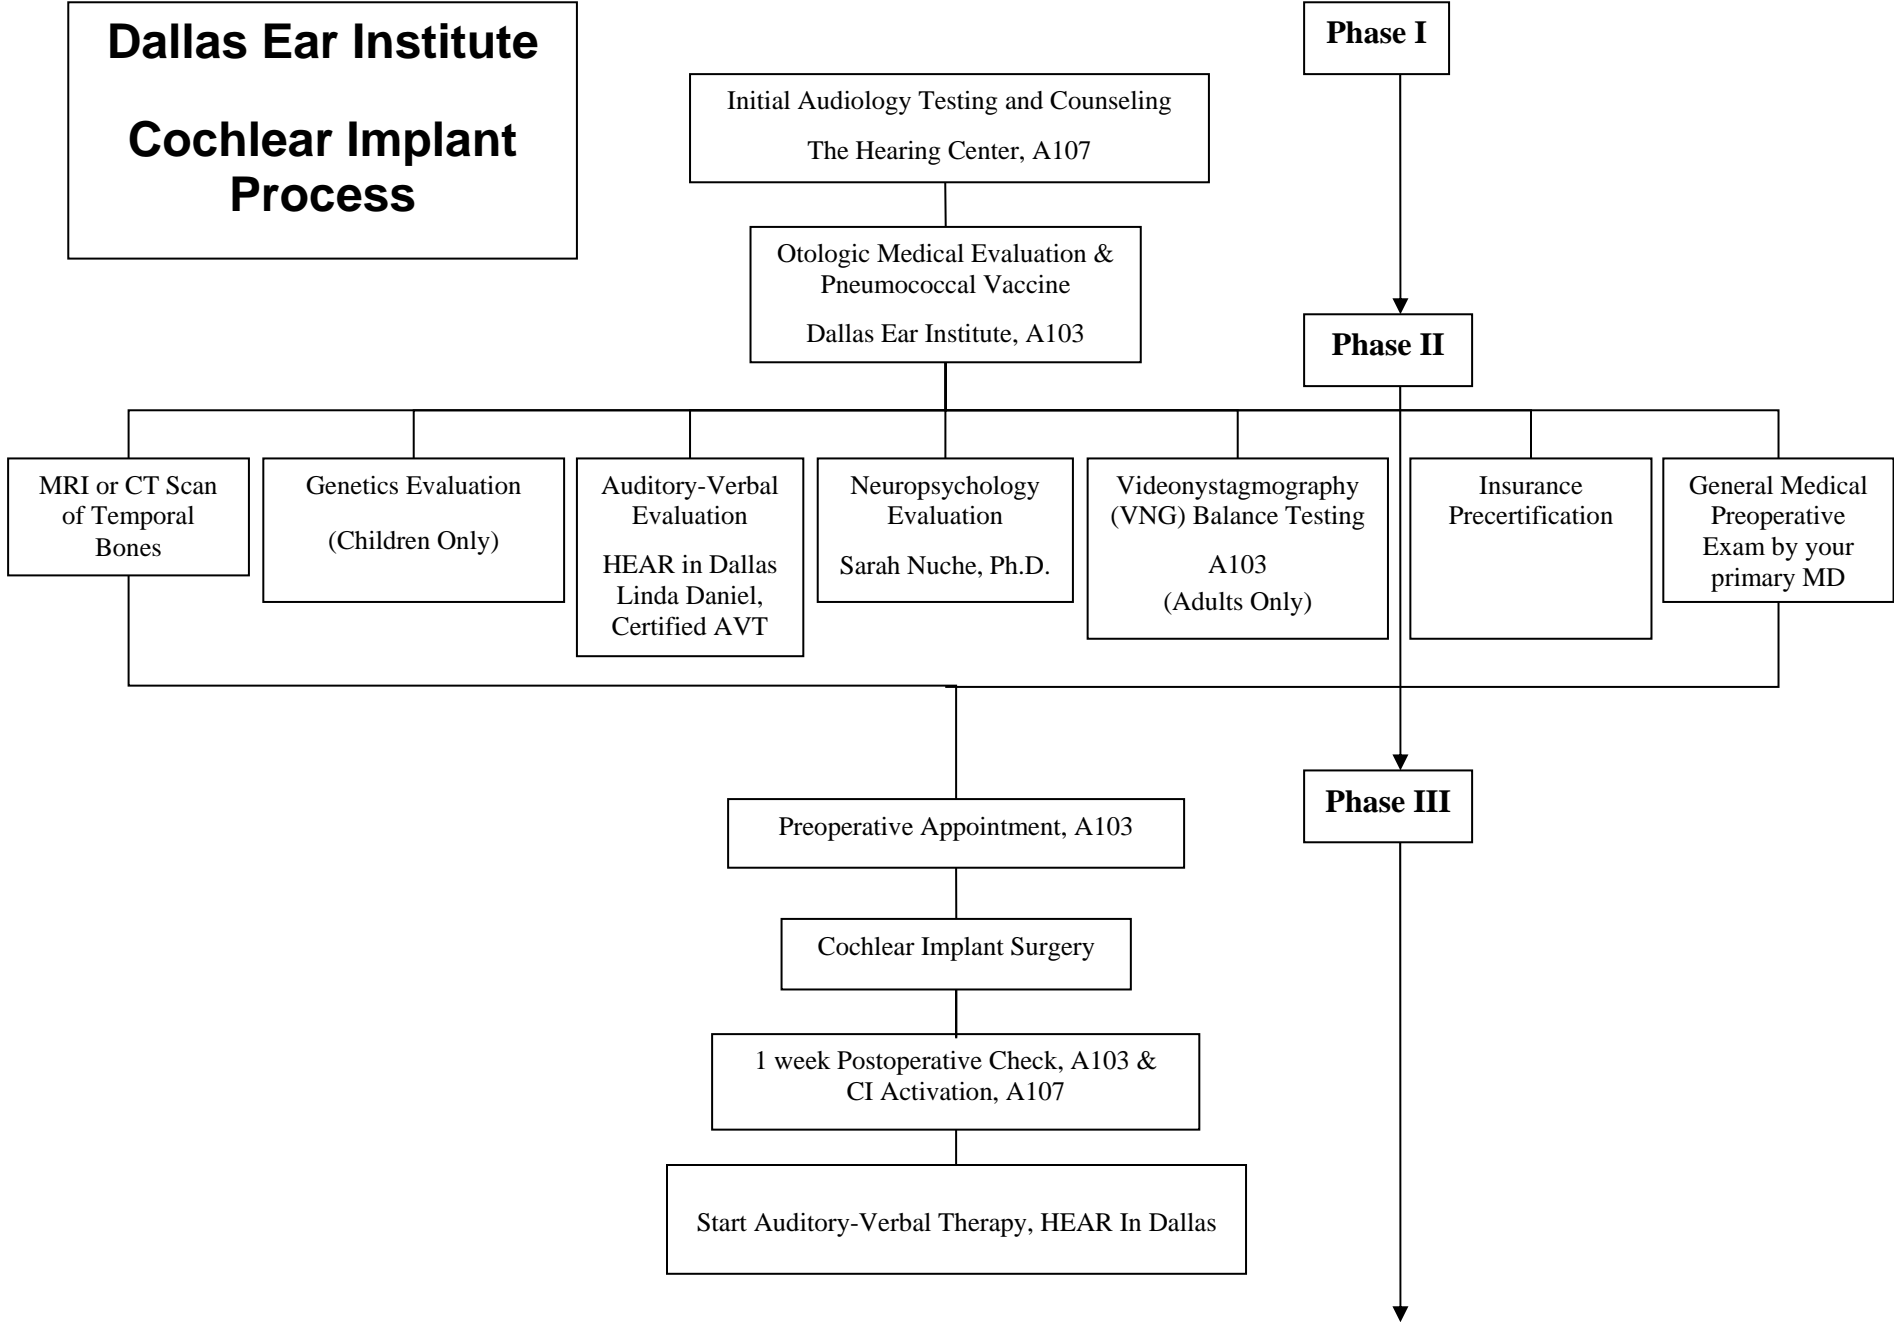 Dallas Ear Institute
Cochlear Implant
Process
Phase I
Initial Audiology Testing and Counseling
The Hearing Center, A107
Otologic Medical Evaluation &
Pneumococcal Vaccine
Dallas Ear Institute, A103
Phase II
MRI or CT Scan
of Temporal
Bones
Genetics Evaluation
(Children Only)
Auditory-Verbal
Evaluation
HEAR in Dallas
Linda Daniel,
Certified AVT
Neuropsychology
Evaluation
Sarah Nuche, Ph.D.
Videonystagmography
(VNG) Balance Testing
A103
(Adults Only)
Insurance
Precertification
General Medical
Preoperative
Exam by your
primary MD
Phase III
Preoperative Appointment, A103
Cochlear Implant Surgery
1 week Postoperative Check, A103 &
CI Activation, A107
Start Auditory-Verbal Therapy, HEAR In Dallas